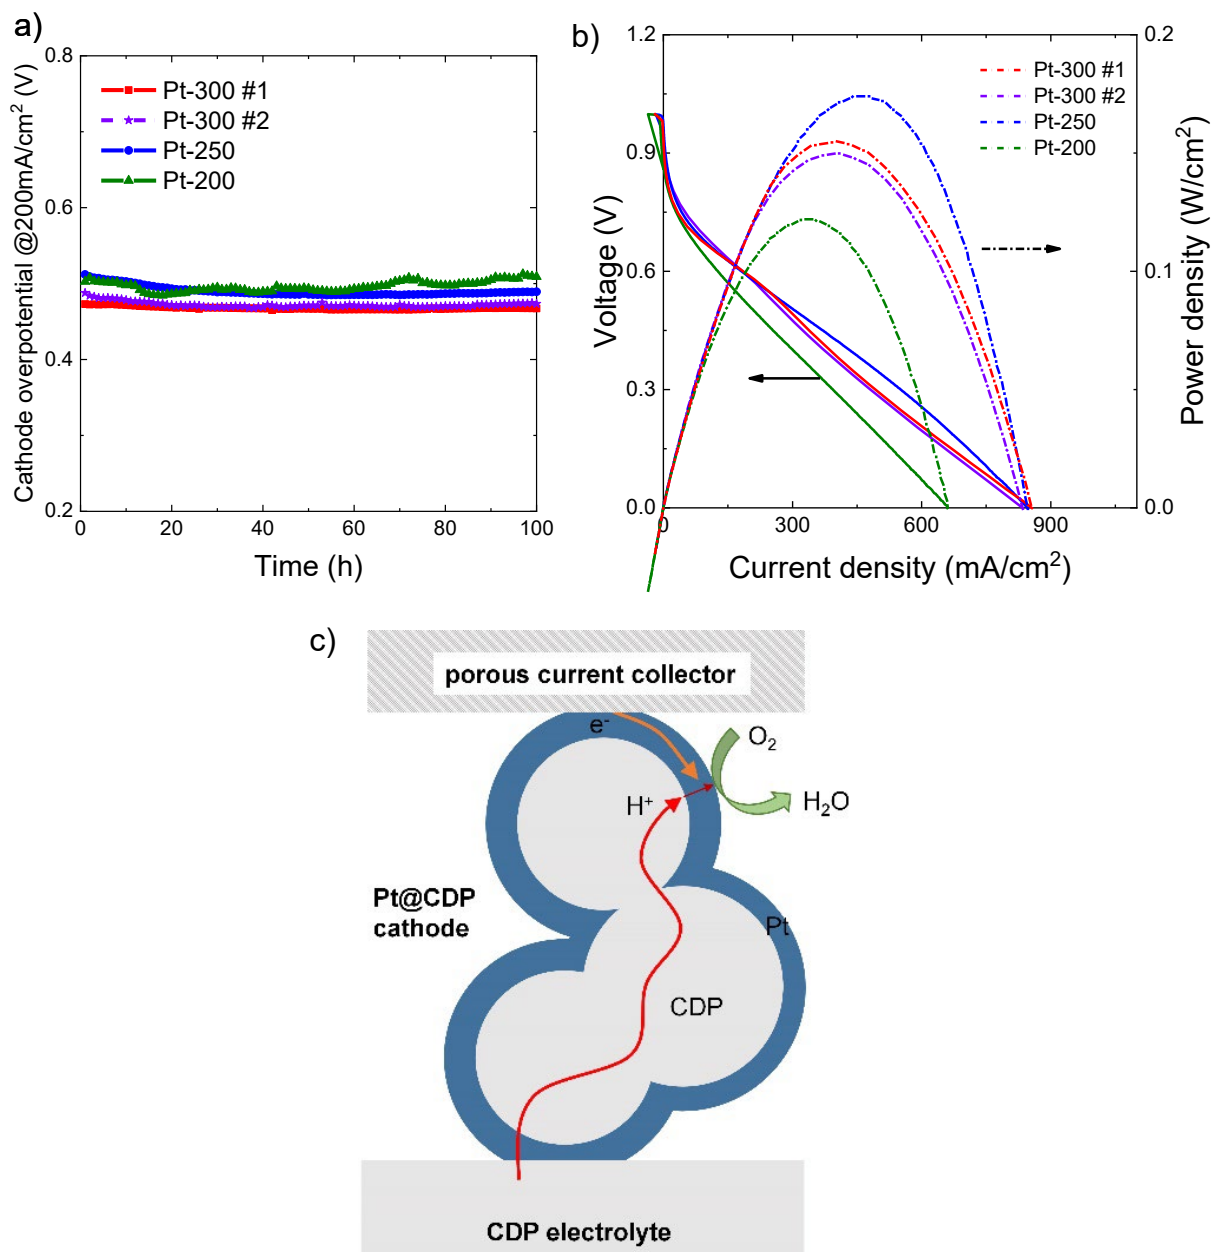 a)
0.8
0.6
0.4
0.2
Cathode overpotential @200mA/cm² (V)
Pt-300 #1
Pt-300 #2
Pt-250
Pt-200
0
20
40
60
80
100
Time (h)
b)
1.2
0.9
0.6
0.3
0.0
Voltage (V)
Pt-300 #1
Pt-300 #2
Pt-250
Pt-200
0.2
0.1
0.0
Power density (W/cm²)
0
300
600
900
Current density (mA/cm²)
c)
porous current collector
e⁻
O₂
H⁺
H₂O
Pt@CDP
cathode
Pt
CDP
CDP electrolyte